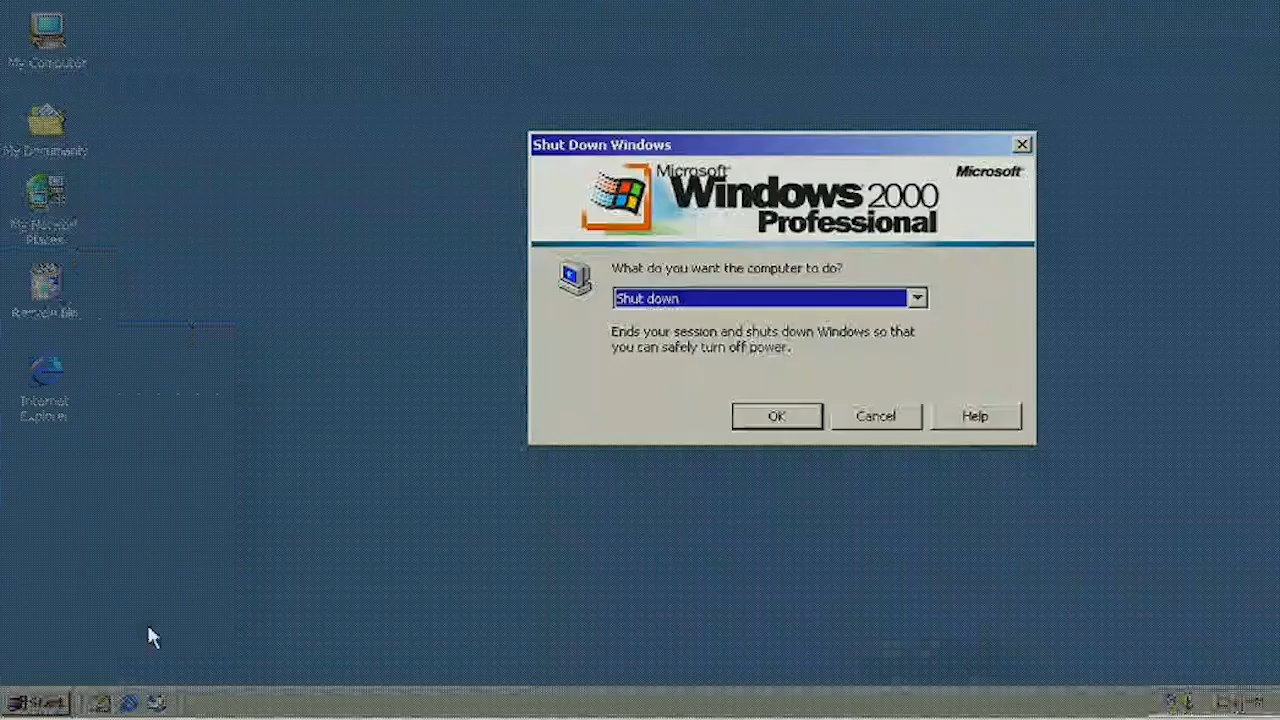 My Computer
My Documents
My Network
Places
Recycle Bin
Internet
Explorer
Shut Down Windows
Microsoft
Microsoft
Windows 2000
Professional
What do you want the computer to do?
Shut down
Ends your session and shuts down Windows so that
you can safely turn off power.
OK
Cancel
Help
Start